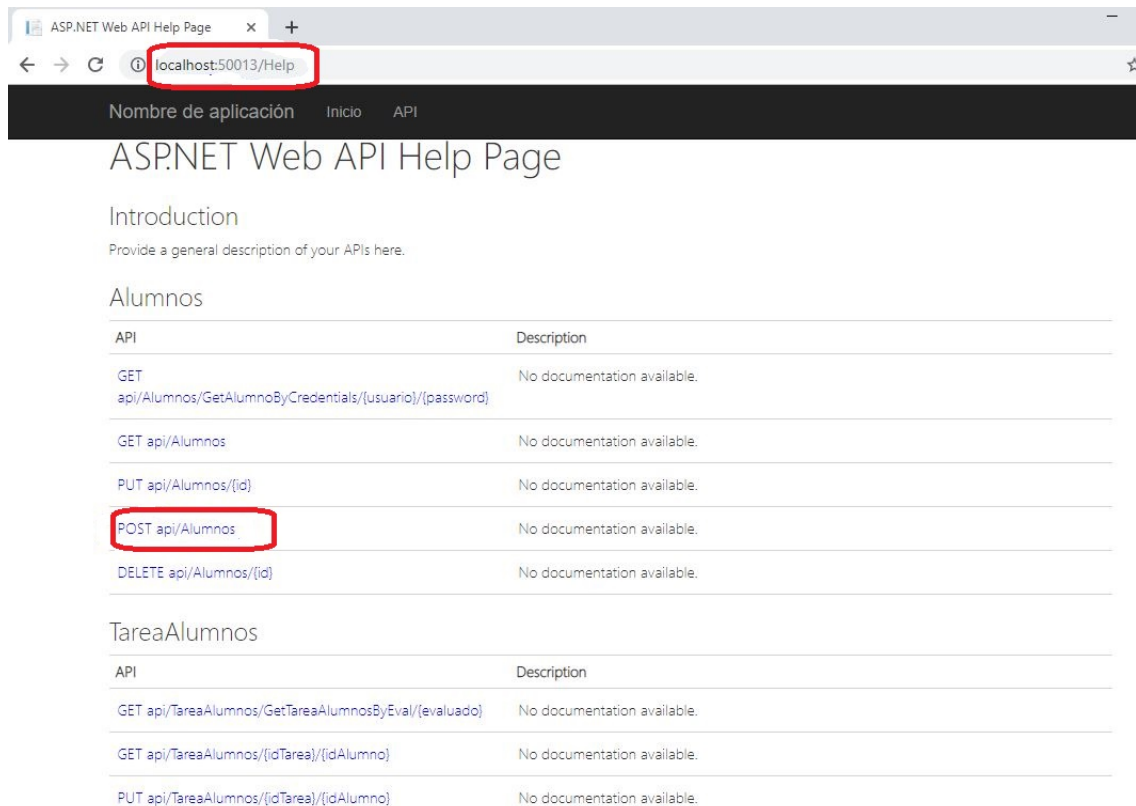 ASP.NET Web API Help Page
localhost:50013/Help
Nombre de aplicación Inicio API
ASP.NET Web API Help Page
Introduction
Provide a general description of your APIs here.
Alumnos
API Description
GET No documentation available.
api/Alumnos/GetAlumnoByCredentials/{usuario}/{password}
GET api/Alumnos No documentation available.
PUT api/Alumnos/{id} No documentation available.
POST api/Alumnos No documentation available.
DELETE api/Alumnos/{id} No documentation available.
TareaAlumnos
API Description
GET api/TareaAlumnos/GetTareaAlumnosByEval/{evaluado} No documentation available.
GET api/TareaAlumnos/{idTarea}/{idAlumno} No documentation available.
PUT api/TareaAlumnos/{idTarea}/{idAlumno} No documentation available.